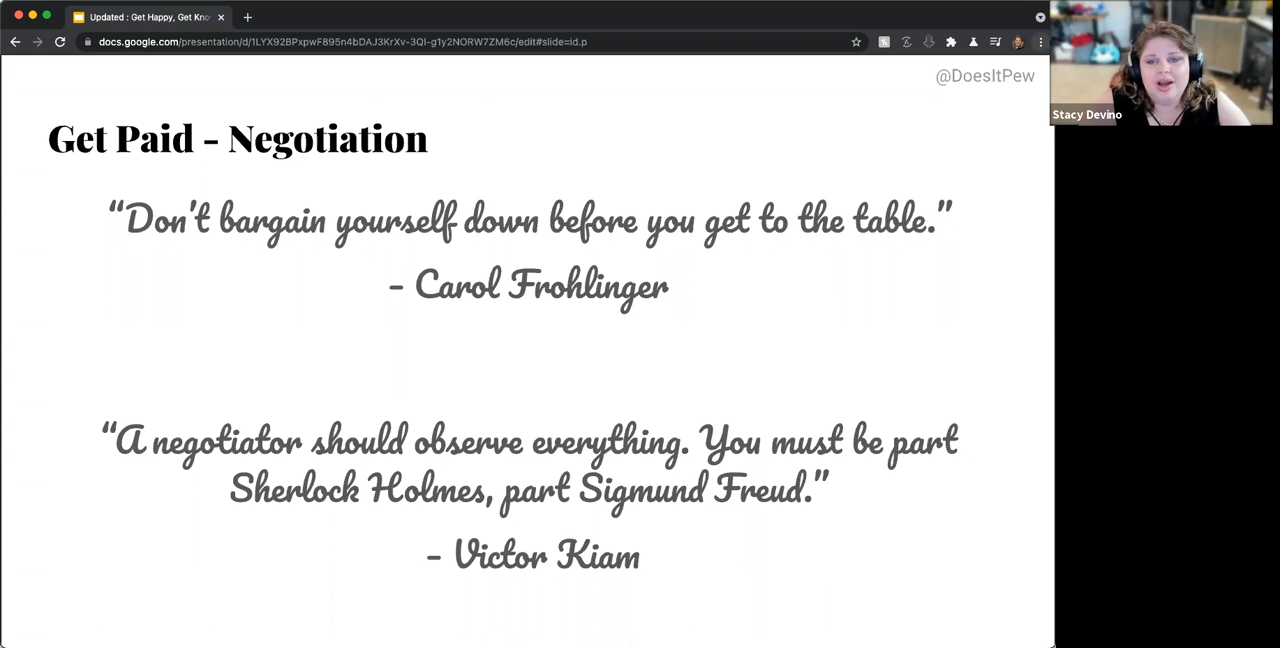 Updated : Get Happy, Get Kno
docs.google.com/presentation/d/1LYX92BPxpwF895n4bDAJ3KrXv-3Ql-g1y2NORW7ZM6c/edit#slide=id.p
@DoesItPew
Stacy Devino
Get Paid - Negotiation
“Don't bargain yourself down before you get to the table.”
- Carol Frohlinger
“A negotiator should observe everything. You must be part
Sherlock Holmes, part Sigmund Freud.”
- Victor Kiam